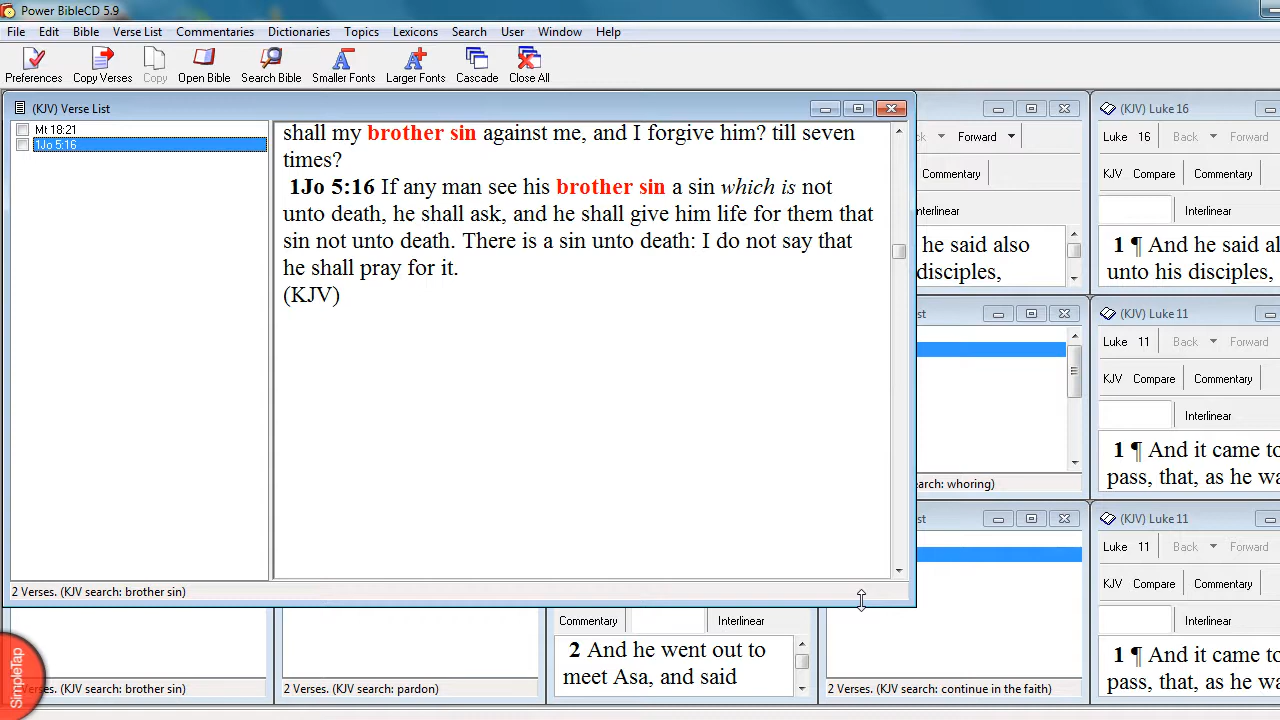 Power BibleCD 5.9
File Edit Bible Verse List Commentaries Dictionaries Topics Lexicons Search User Window Help
Preferences Copy Verses Copy Open Bible Search Bible Smaller Fonts Larger Fonts Cascade Close All
(KJV) Verse List
Mt 18:21
1Jo 5:16
shall my brother sin against me, and I forgive him? till seven
times?
1Jo 5:16 If any man see his brother sin a sin which is not
unto death, he shall ask, and he shall give him life for them that
sin not unto death. There is a sin unto death: I do not say that
he shall pray for it.
(KJV)
2 Verses. (KJV search: brother sin)
Forward
Commentary
Interlinear
he said also
disciples,
(KJV) Luke 16
Luke 16 Back Forward
KJV Compare Commentary
Interlinear
1 ¶ And he said al
unto his disciples,
st
earch: whoring)
(KJV) Luke 11
Luke 11 Back Forward
KJV Compare Commentary
Interlinear
1 ¶ And it came to
pass, that, as he wa
st
2 Verses. (KJV search: continue in the faith)
(KJV) Luke 11
Luke 11 Back Forward
KJV Compare Commentary
Interlinear
1 ¶ And it came to
pass, that, as he wa
SimpleTap
erses. (KJV search: brother sin)
2 Verses. (KJV search: pardon)
Commentary Interlinear
2 And he went out to
meet Asa, and said